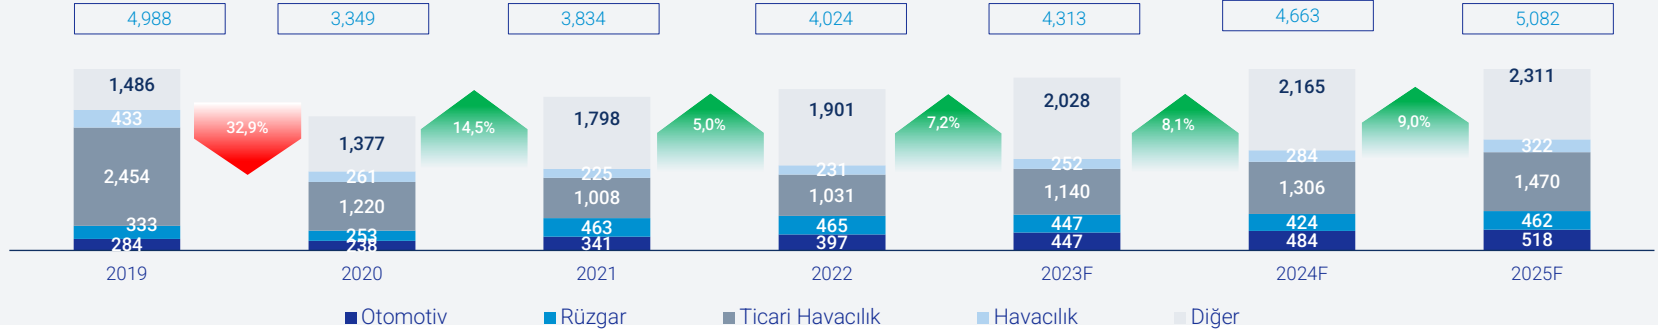 4,988 3,349 3,834 4,024 4,313 4,663 5,082
1,486 1,377 1,798 1,901 2,028 2,165 2,311
32,9% 14,5% 5,0% 7,2% 8,1% 9,0%
433 261 225 231 252 284 322
2,454 1,220 1,008 1,031 1,140 1,306 1,470
333 253 463 465 447 424 462
284 238 341 397 447 484 518
2019 2020 2021 2022 2023F 2024F 2025F
Otomotiv Rüzgar Ticari Havacılık Havacılık Diğer